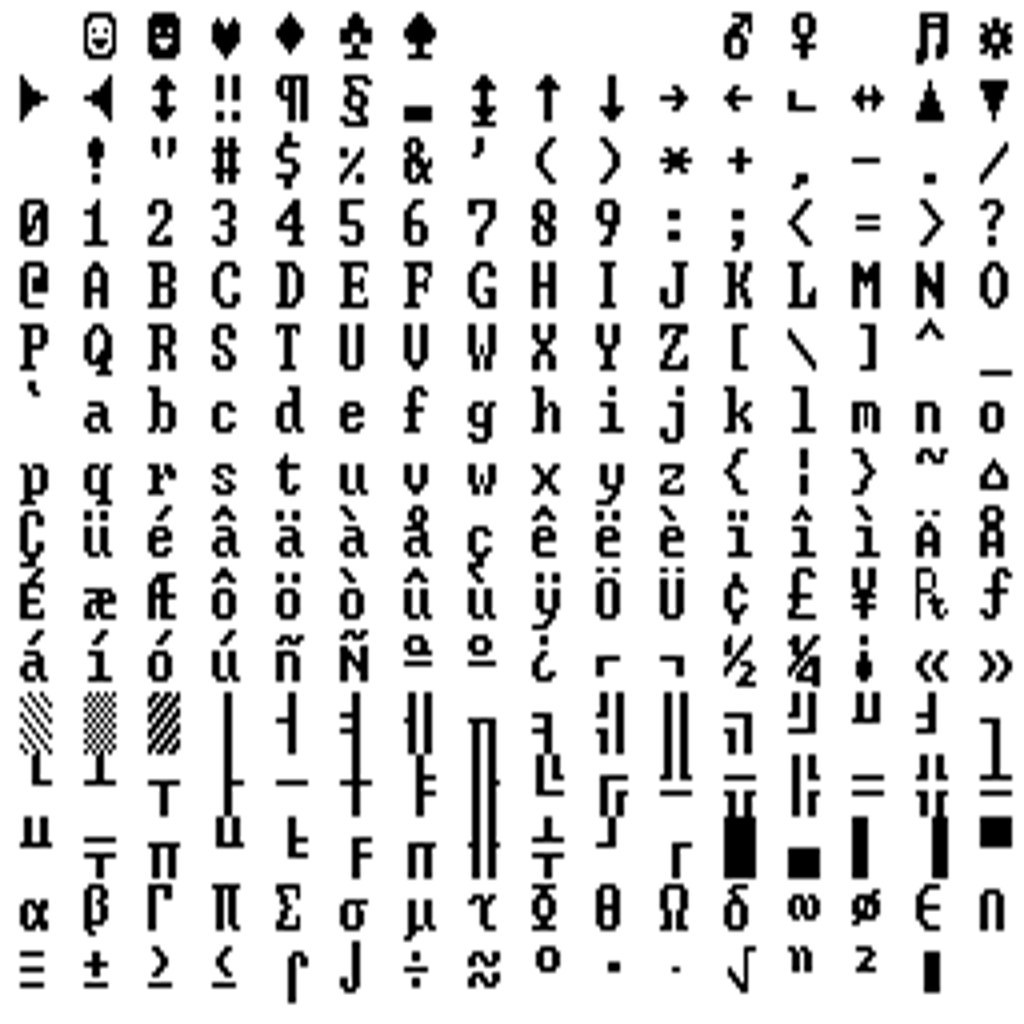 ☺ ☻ ♥ ♦ ♣ ♠ ♂ ♀ ♫ ☼
► ◄ ↕ ‼ ¶ § ▬ ↨ ↑ ↓ → ← ∟ ↔ ▲ ▼
! " # $ % & ' ( ) * + , - . /
0 1 2 3 4 5 6 7 8 9 : ; < = > ?
@ A B C D E F G H I J K L M N O
P Q R S T U V W X Y Z [ \ ] ^ _
` a b c d e f g h i j k l m n o
p q r s t u v w x y z { ¦ } ~ ⌂
Ç ü é â ä à å ç ê ë è ï î ì Ä Å
É æ Æ ô ö ò û ù ÿ Ö Ü ¢ £ ¥ ₧ ƒ
á í ó ú ñ Ñ ª º ¿ ⌐ ¬ ½ ¼ ¡ « »
░ ▒ ▓ │ ┤ ╡ ╢ ╖ ╕ ╣ ║ ╗ ╝ ╜ ╛ ┐
└ ┴ ┬ ├ ─ ┼ ╞ ╟ ╚ ╔ ╩ ╦ ╠ ═ ╬ ╧
╨ ╤ ╥ ╙ ╘ ╒ ╓ ╫ ╪ ┘ ┌ █ ▄ ▌ ▐ ▀
α β Γ π Σ σ µ τ Φ θ Ω δ ∞ ø ∈ ∩
≡ ± ≥ ≤ ⌠ ⌡ ÷ ≈ ° ∙ · √ ⁿ ² ■